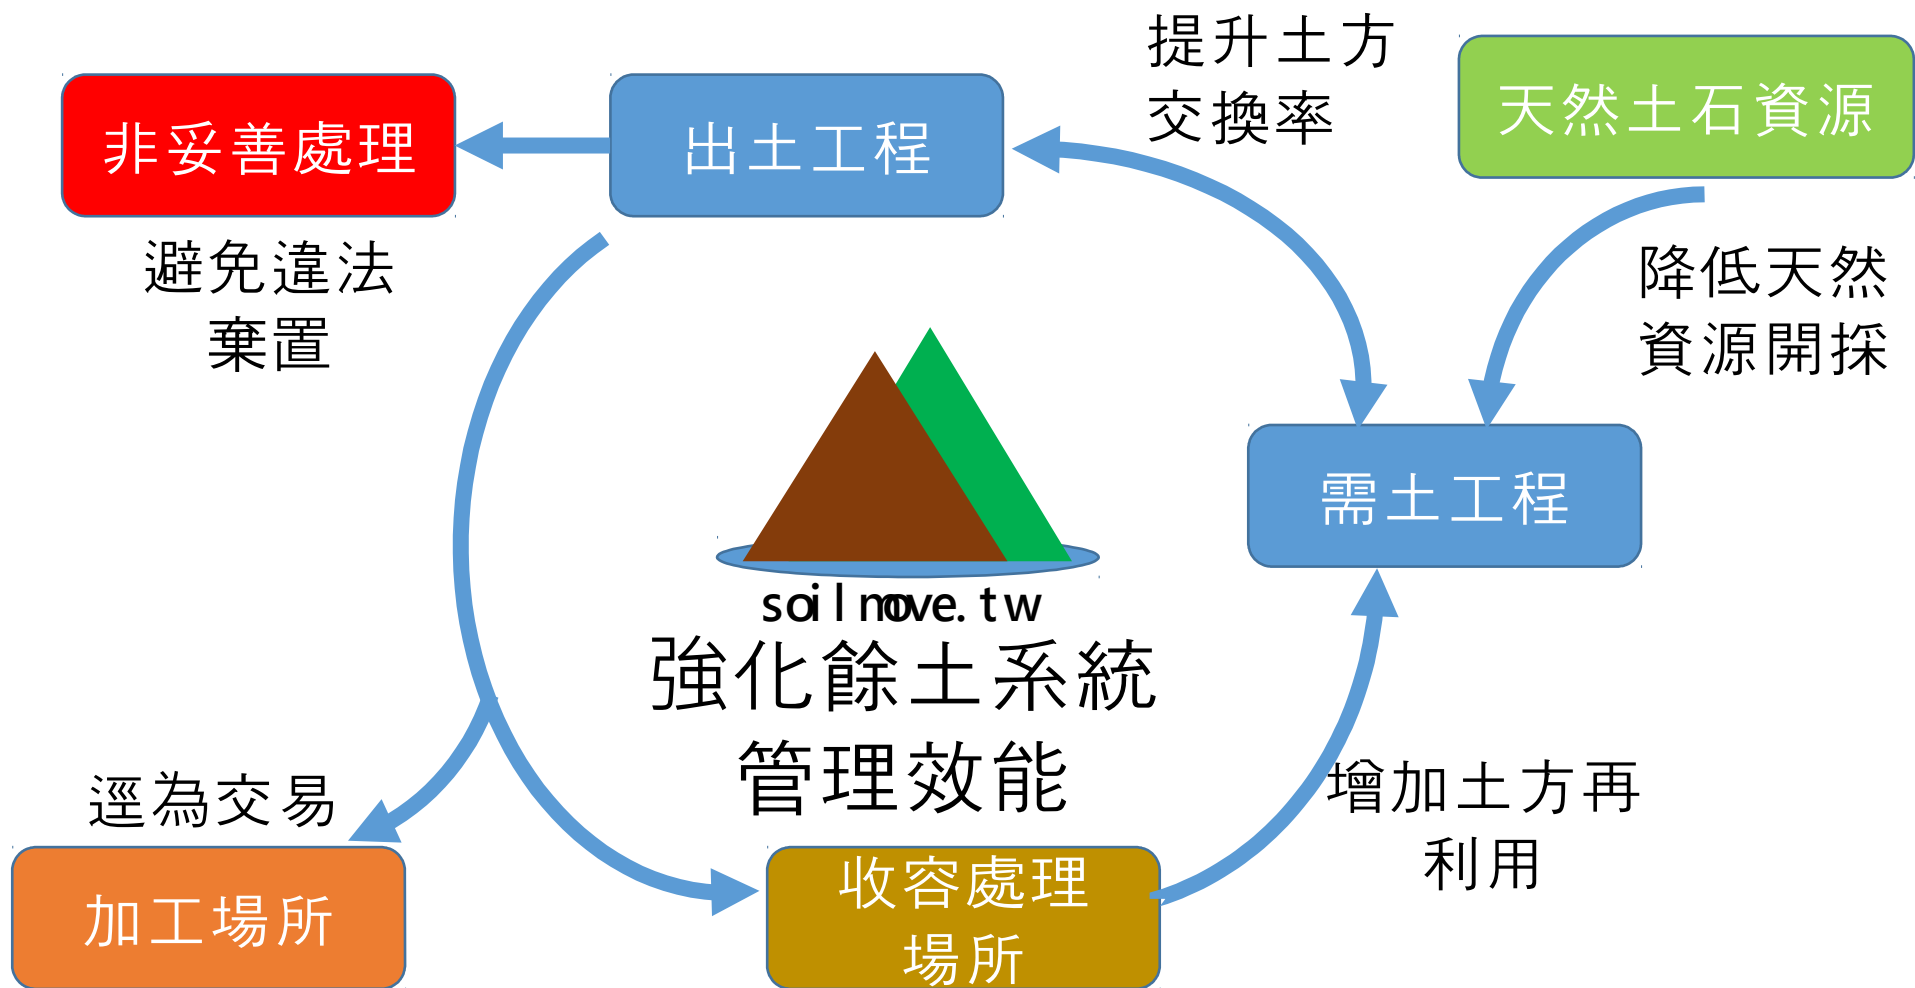 非妥善處理
避免違法
棄置
出土工程
提升土方
交換率
天然土石資源
降低天然
資源開採
需土工程
soilmove.tw
強化餘土系統
管理效能
逕為交易
加工場所
收容處理
場所
增加土方再
利用